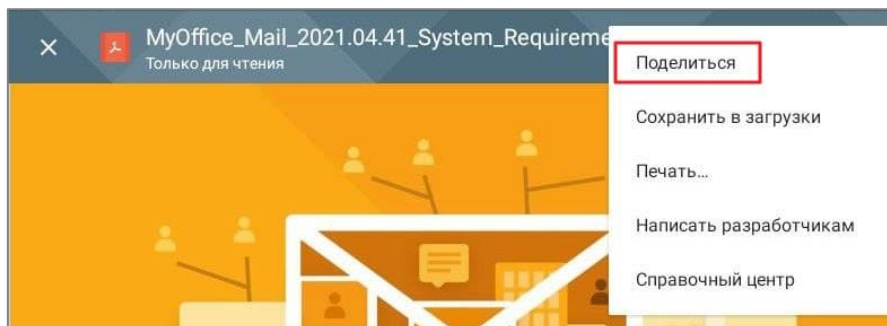 MyOffice_Mail_2021.04.41_System_Requireme
Только для чтения
Поделиться
Сохранить в загрузки
Печать...
Написать разработчикам
Справочный центр